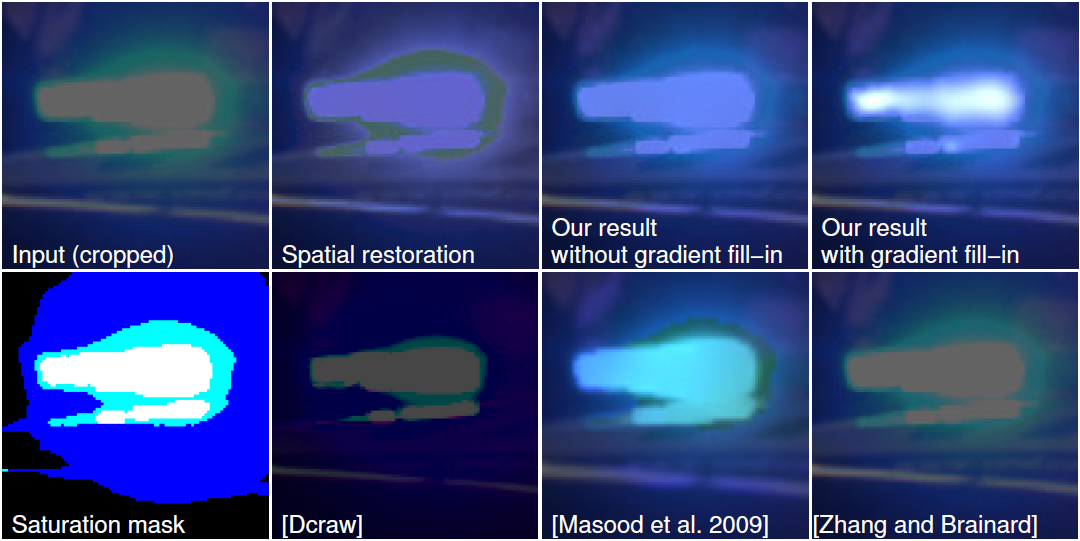 Input (cropped)
Spatial restoration
Our result
without gradient fill–in
Our result
with gradient fill–in
Saturation mask
[Dcraw]
[Masood et al. 2009]
[Zhang and Brainard]